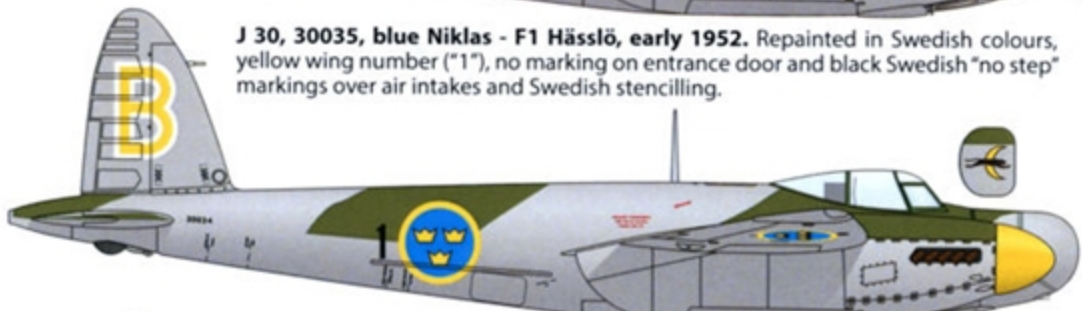 J 30, 30035, blue Niklas - F1 Hässlö, early 1952. Repainted in Swedish colours,
yellow wing number ("1"), no marking on entrance door and black Swedish "no step"
markings over air intakes and Swedish stencilling.
B
30034
1